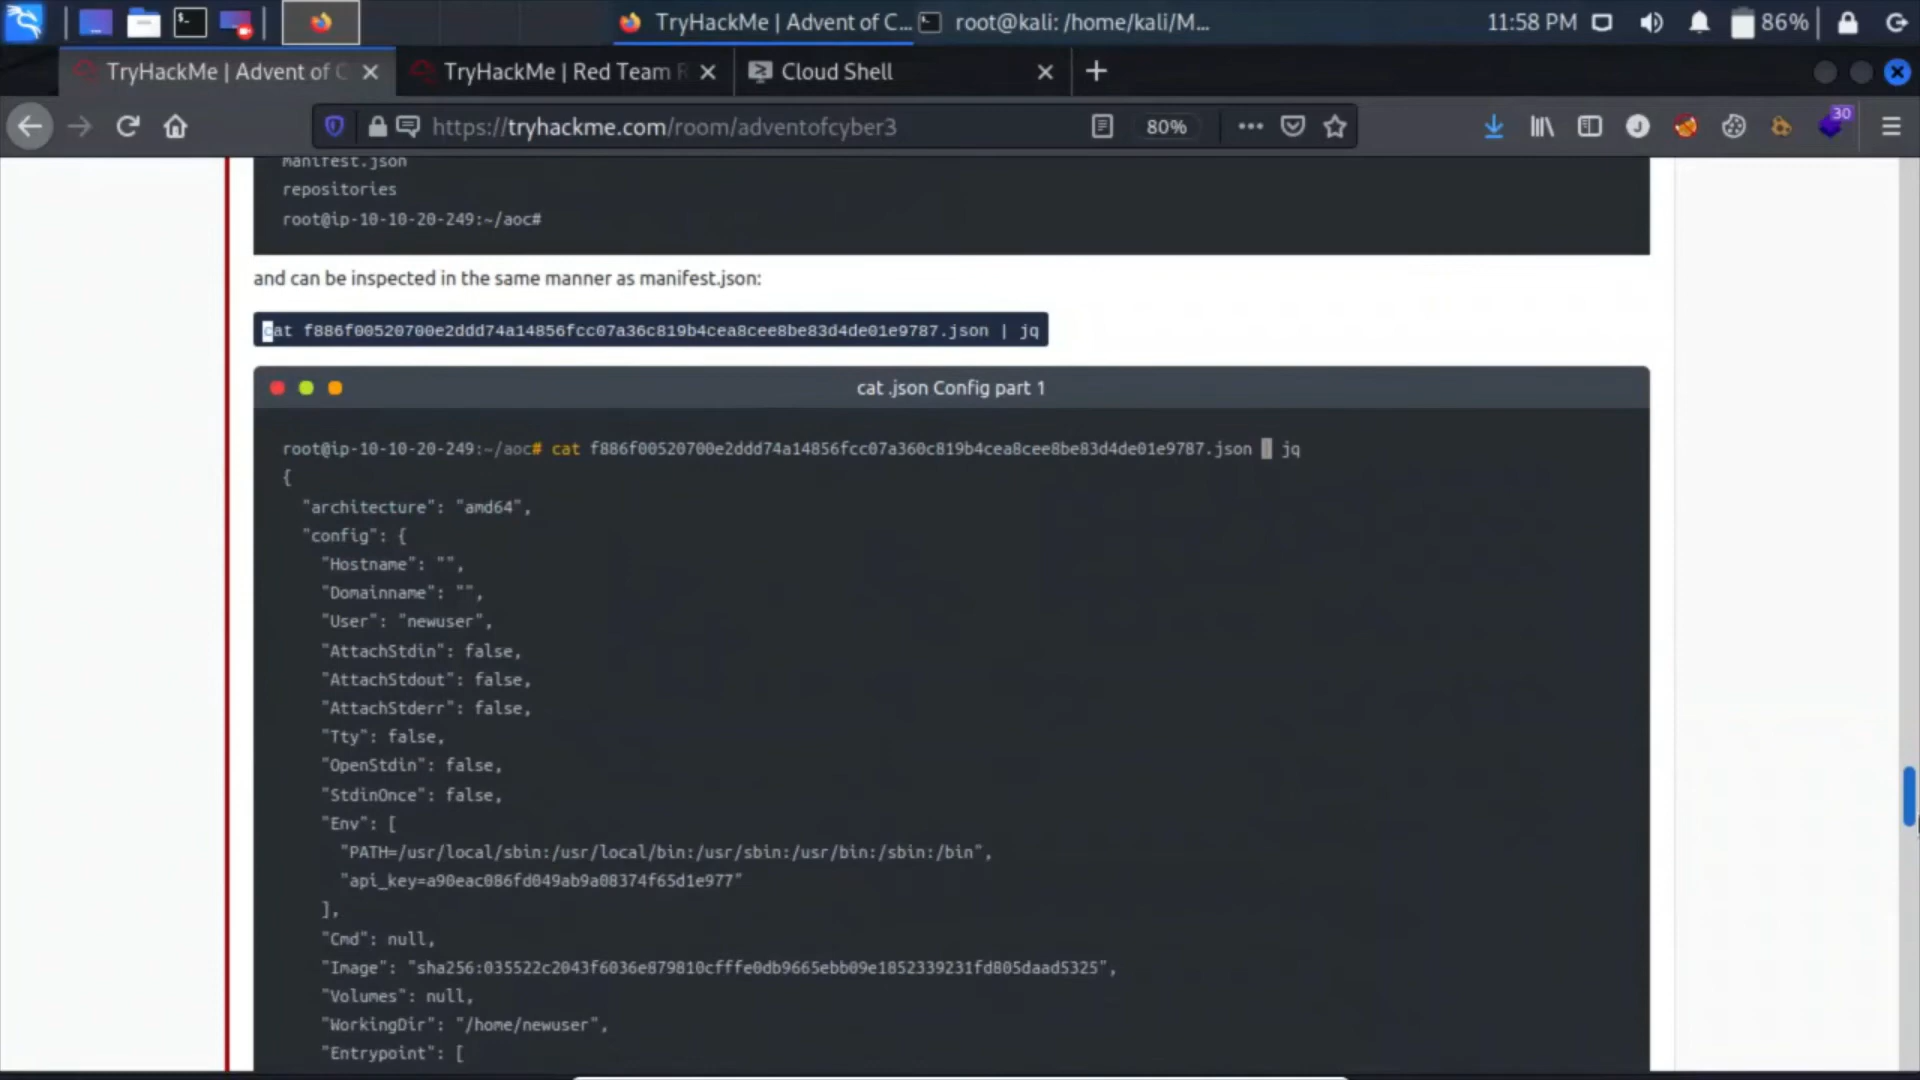 TryHackMe | Advent of C...
root@kali: /home/kali/M...
11:58 PM
86%
TryHackMe | Advent of C
TryHackMe | Red Team R
Cloud Shell
https://tryhackme.com/room/adventofcyber3
80%
30
manifest.json
repositories
root@ip-10-10-20-249:~/aoc#
and can be inspected in the same manner as manifest.json:
cat f886f00520700e2ddd74a14856fcc07a36c819b4cea8cee8be83d4de01e9787.json | jq
cat .json Config part 1
root@ip-10-10-20-249:~/aoc# cat f886f00520700e2ddd74a14856fcc07a360c819b4cea8cee8be83d4de01e9787.json | jq
{
"architecture": "amd64",
"config": {
"Hostname": "",
"Domainname": "",
"User": "newuser",
"AttachStdin": false,
"AttachStdout": false,
"AttachStderr": false,
"Tty": false,
"OpenStdin": false,
"StdinOnce": false,
"Env": [
"PATH=/usr/local/sbin:/usr/local/bin:/usr/sbin:/usr/bin:/sbin:/bin",
"api_key=a90eac086fd049ab9a08374f65d1e977"
],
"Cmd": null,
"Image": "sha256:035522c2043f6036e879810cfffe0db9665ebb09e1852339231fd805daad5325",
"Volumes": null,
"WorkingDir": "/home/newuser",
"Entrypoint": [